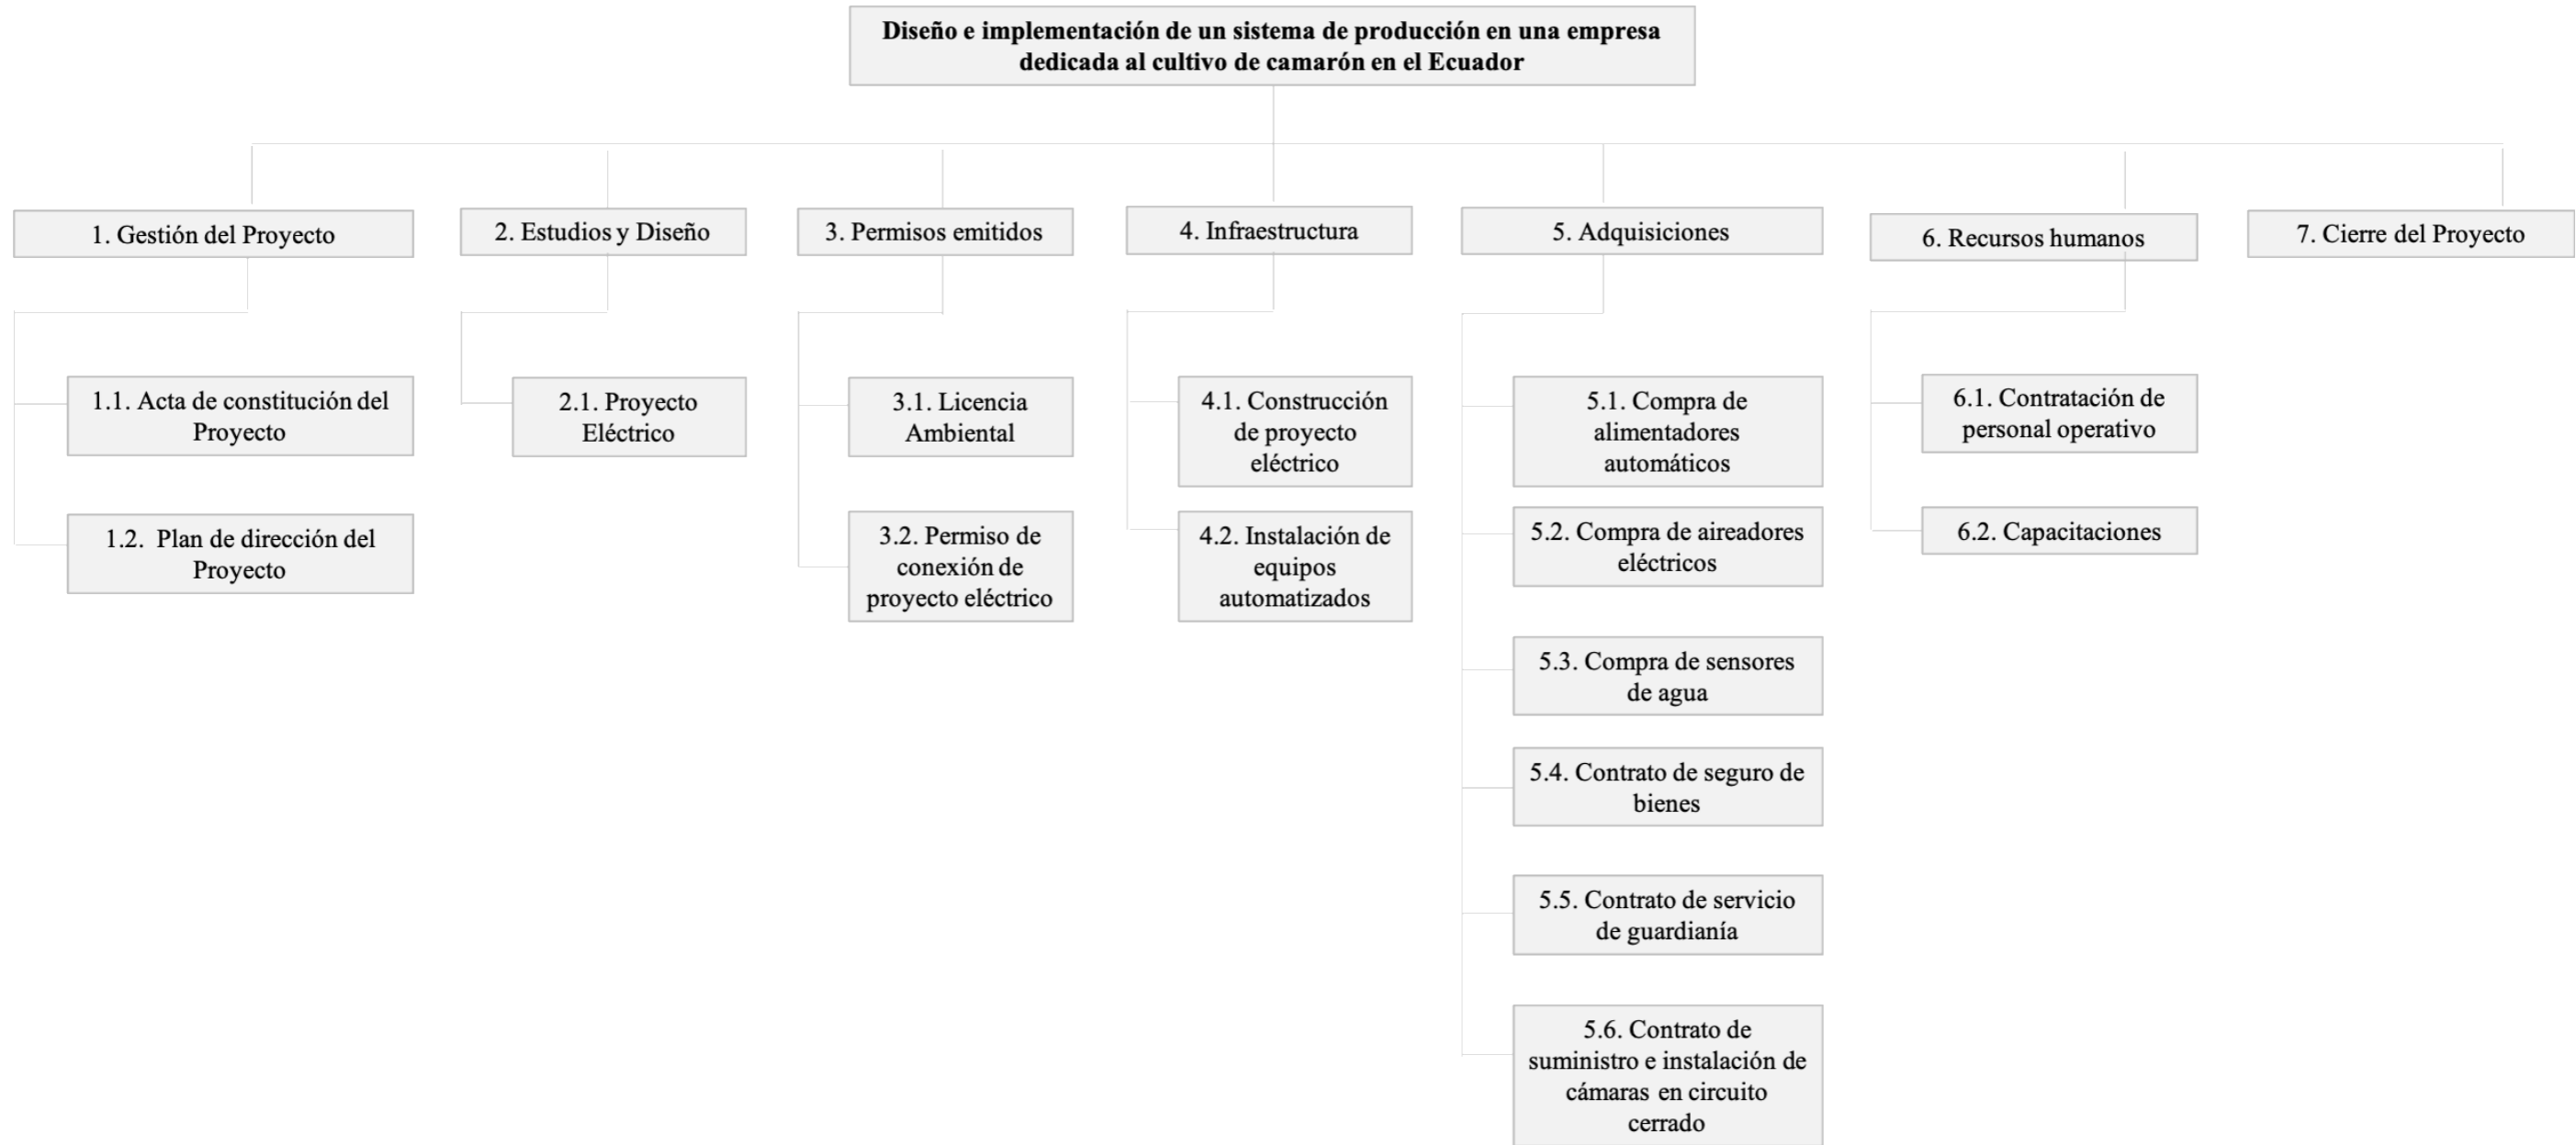 Diseño e implementación de un sistema de producción en una empresa
dedicada al cultivo de camarón en el Ecuador
1. Gestión del Proyecto
2. Estudios y Diseño
3. Permisos emitidos
4. Infraestructura
5. Adquisiciones
6. Recursos humanos
7. Cierre del Proyecto
1.1. Acta de constitución del
Proyecto
1.2. Plan de dirección del
Proyecto
2.1. Proyecto
Eléctrico
3.1. Licencia
Ambiental
3.2. Permiso de
conexión de
proyecto eléctrico
4.1. Construcción
de proyecto
eléctrico
4.2. Instalación de
equipos
automatizados
5.1. Compra de
alimentadores
automáticos
5.2. Compra de aireadores
eléctricos
5.3. Compra de sensores
de agua
5.4. Contrato de seguro de
bienes
5.5. Contrato de servicio
de guardianía
5.6. Contrato de
suministro e instalación de
cámaras en circuito
cerrado
6.1. Contratación de
personal operativo
6.2. Capacitaciones